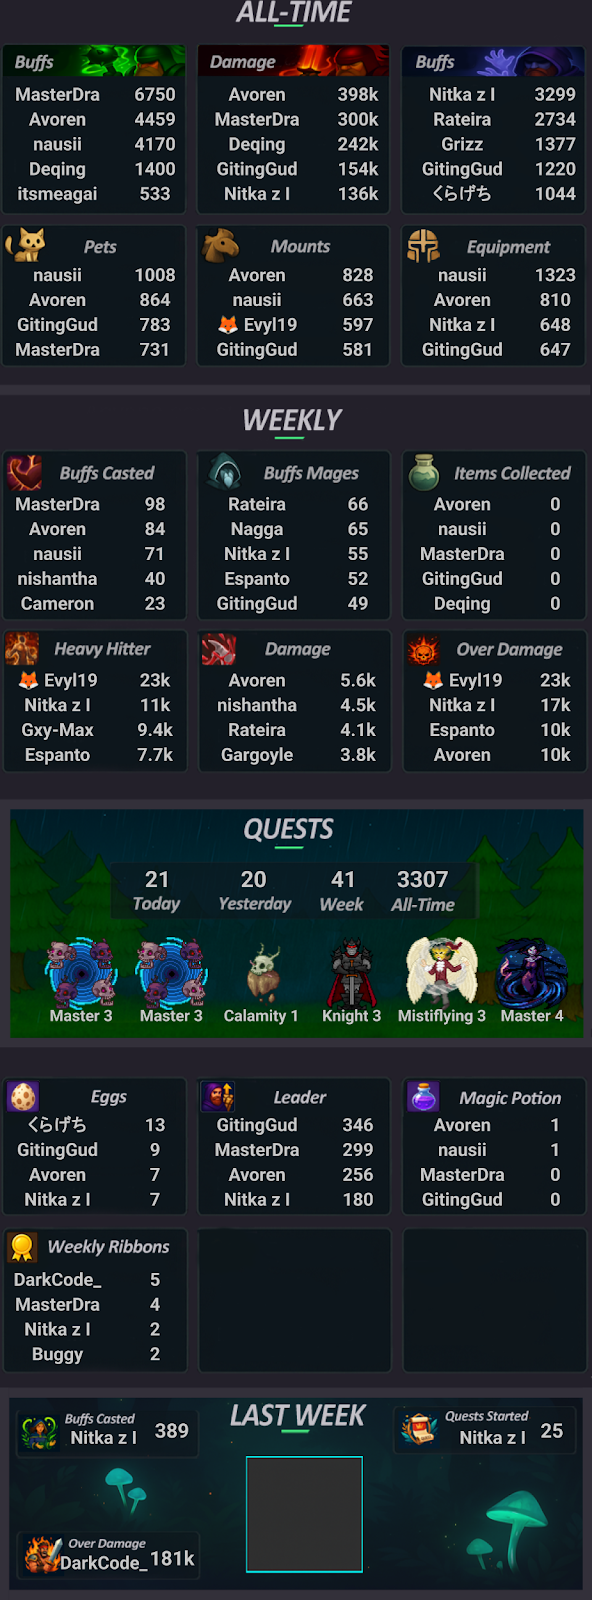 ALL-TIME
Buffs
MasterDra 6750
Avoren 4459
nausii 4170
Deqing 1400
itsmeagai 533
Damage
Avoren 398k
MasterDra 300k
Deqing 242k
GitingGud 154k
Nitka z l 136k
Buffs
Nitka z l 3299
Rateira 2734
Grizz 1377
GitingGud 1220
くらげち 1044
Pets
nausii 1008
Avoren 864
GitingGud 783
MasterDra 731
Mounts
Avoren 828
nausii 663
🦊 Evyl19 597
GitingGud 581
Equipment
nausii 1323
Avoren 810
Nitka z l 648
GitingGud 647
WEEKLY
Buffs Casted
MasterDra 98
Avoren 84
nausii 71
nishantha 40
Cameron 23
Buffs Mages
Rateira 66
Nagga 65
Nitka z l 55
Espanto 52
GitingGud 49
Items Collected
Avoren 0
nausii 0
MasterDra 0
GitingGud 0
Deqing 0
Heavy Hitter
🦊 Evyl19 23k
Nitka z l 11k
Gxy-Max 9.4k
Espanto 7.7k
Damage
Avoren 5.6k
nishantha 4.5k
Rateira 4.1k
Gargoyle 3.8k
Over Damage
🦊 Evyl19 23k
Nitka z l 17k
Espanto 10k
Avoren 10k
QUESTS
21 20 41 3307
Today Yesterday Week All-Time
Master 3 Master 3 Calamity 1 Knight 3 Mistiflying 3 Master 4
Eggs
くらげち 13
GitingGud 9
Avoren 7
Nitka z l 7
Leader
GitingGud 346
MasterDra 299
Avoren 256
Nitka z l 180
Magic Potion
Avoren 1
nausii 1
MasterDra 0
GitingGud 0
Weekly Ribbons
DarkCode_ 5
MasterDra 4
Nitka z l 2
Buggy 2
LAST WEEK
Buffs Casted
Nitka z l 389
Quests Started
Nitka z l 25
Over Damage
DarkCode_ 181k